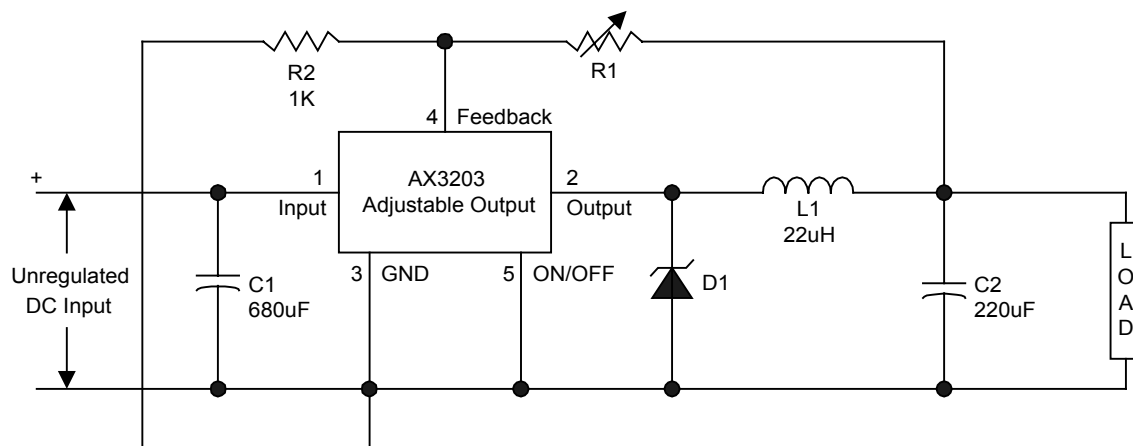 R2
1K
R1
4 Feedback
+
1
Input
AX3203
Adjustable Output
2
Output
L1
22uH
Unregulated
DC Input
C1
680uF
3 GND
5 ON/OFF
D1
C2
220uF
LOAD